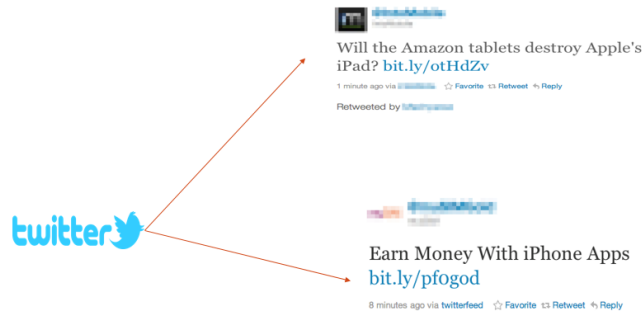 Will the Amazon tablets destroy Apple's
iPad? bit.ly/otHdZv
1 minute ago via Favorite Retweet Reply
Retweeted by
twitter
Earn Money With iPhone Apps
bit.ly/pf0god
8 minutes ago via twitterfeed Favorite Retweet Reply